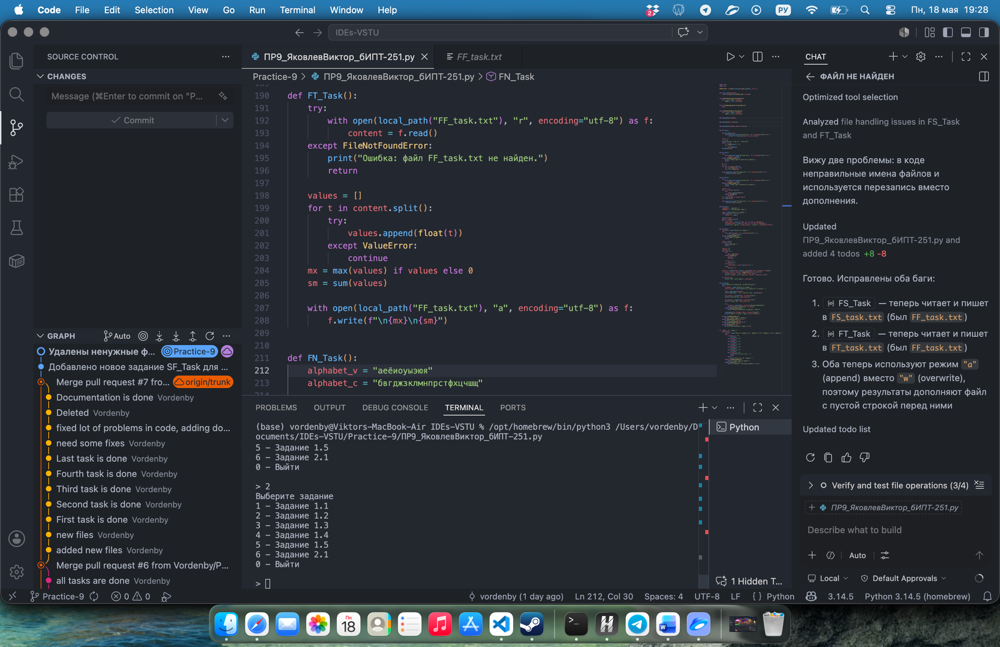 Code File Edit Selection View Go Run Terminal Window Help
2 РУ Пн, 18 мая 19:28
IDEs-VSTU
SOURCE CONTROL
CHANGES
Message (⌘Enter to commit on "P...
Commit
ПР9_ЯковлевВиктор_бИПТ-251.py
FF_task.txt
Practice-9 > ПР9_ЯковлевВиктор_бИПТ-251.py > FN_Task
190 def FT_Task():
191 try:
192 with open(local_path("FF_task.txt"), "r", encoding="utf-8") as f:
193 content = f.read()
194 except FileNotFoundError:
195 print("Ошибка: файл FF_task.txt не найден.")
196 return
197
198 values = []
199 for t in content.split():
200 try:
201 values.append(float(t))
202 except ValueError:
203 continue
204 mx = max(values) if values else 0
205 sm = sum(values)
206
207 with open(local_path("FF_task.txt"), "a", encoding="utf-8") as f:
208 f.write(f"\n{mx}\n{sm}")
209
210
211 def FN_Task():
212 alphabet_v = "аеёиоуыэюя"
213 alphabet_c = "бвгджзклмнпрстфхцчшщ"
214
GRAPH Auto
Удалены ненужные ф... Practice-9
Добавлено новое задание SF_Task для ...
Merge pull request #7 fro... origin/trunk
Documentation is done Vordenby
Deleted Vordenby
fixed lot of problems in code, adding do...
need some fixes Vordenby
Last task is done Vordenby
Fourth task is done Vordenby
Third task is done Vordenby
Second task is done Vordenby
First task is done Vordenby
new files Vordenby
added new files Vordenby
Merge pull request #6 from Vordenby/P...
all tasks are done Vordenby
PROBLEMS OUTPUT DEBUG CONSOLE TERMINAL PORTS
(base) vordenby@Viktors-MacBook-Air IDEs-VSTU % /opt/homebrew/bin/python3 /Users/vordenby/D
ocuments/IDEs-VSTU/Practice-9/ПР9_ЯковлевВиктор_бИПТ-251.py
5 - Задание 1.5
6 - Задание 2.1
0 - Выйти
> 2
Выберите задание
1 - Задание 1.1
2 - Задание 1.2
3 - Задание 1.3
4 - Задание 1.4
5 - Задание 1.5
6 - Задание 2.1
0 - Выйти
>
Python
1 Hidden T...
CHAT
ФАЙЛ НЕ НАЙДЕН
Optimized tool selection
Analyzed file handling issues in FS_Task
and FT_Task
Вижу две проблемы: в коде
неправильные имена файлов и
используется перезапись вместо
дополнения.
Updated
ПР9_ЯковлевВиктор_бИПТ-251.py and
added 4 todos +8 -8
Готово. Исправлены оба баги:
1. FS_Task — теперь читает и пишет
в FS_task.txt (был FF_task.txt)
2. FT_Task — теперь читает и пишет
в FT_task.txt (был FF_task.txt)
3. Оба теперь используют режим "a"
(append) вместо "w" (overwrite),
поэтому результаты дополняют файл
с пустой строкой перед ними
Updated todo list
Verify and test file operations (3/4)
ПР9_ЯковлевВиктор_бИПТ-251.py
Describe what to build
Auto
Local Default Approvals
Practice-9 0 0
vordenby (1 day ago) Ln 212, Col 30 Spaces: 4 UTF-8 LF {} Python 3.14.5 Python 3.14.5 (homebrew)
Пн
18
W